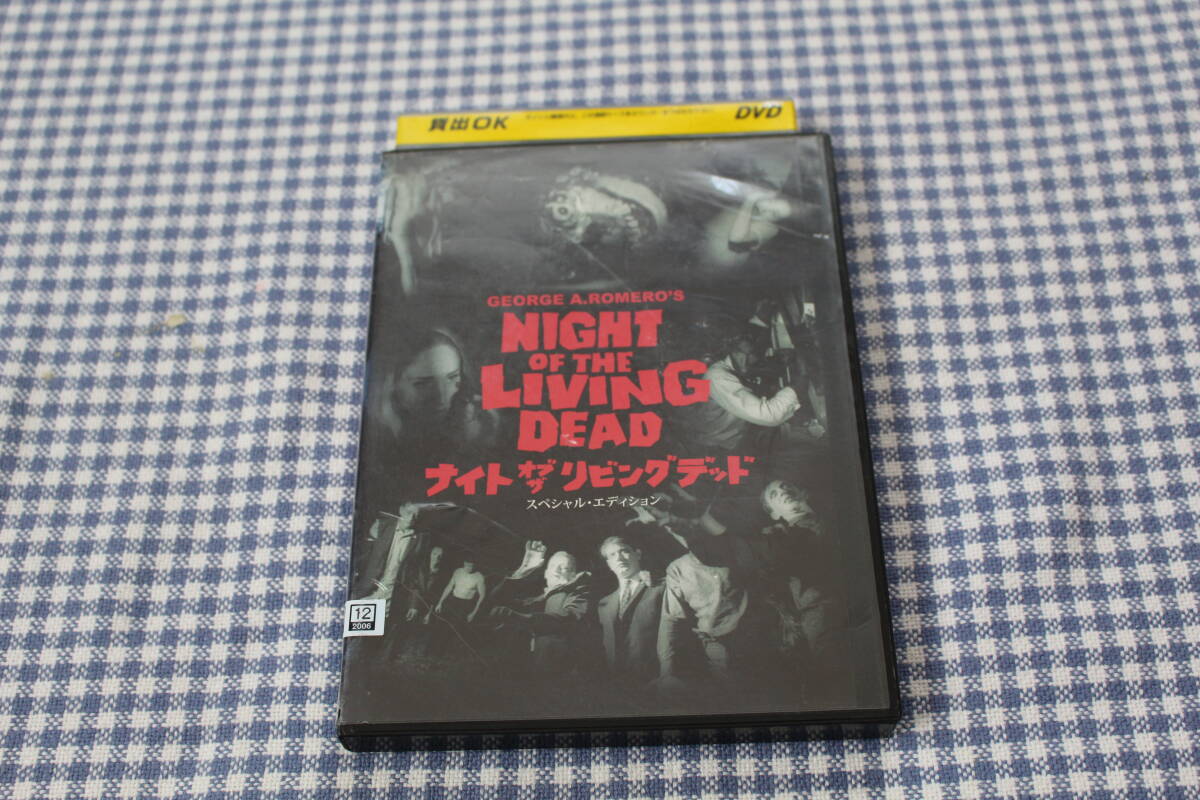 貸出OK
DVD
GEORGE A.ROMERO'S
NIGHT
OF THE
LIVING
DEAD
ナイト オブ ザ リビングデッド
スペシャル・エディション
12
2006